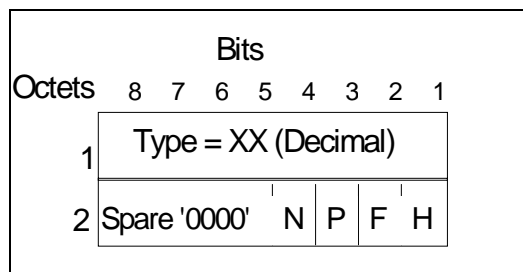 Bits
Octets 8 7 6 5 4 3 2 1
1 Type = XX (Decimal)
2 Spare '0000' N P F H